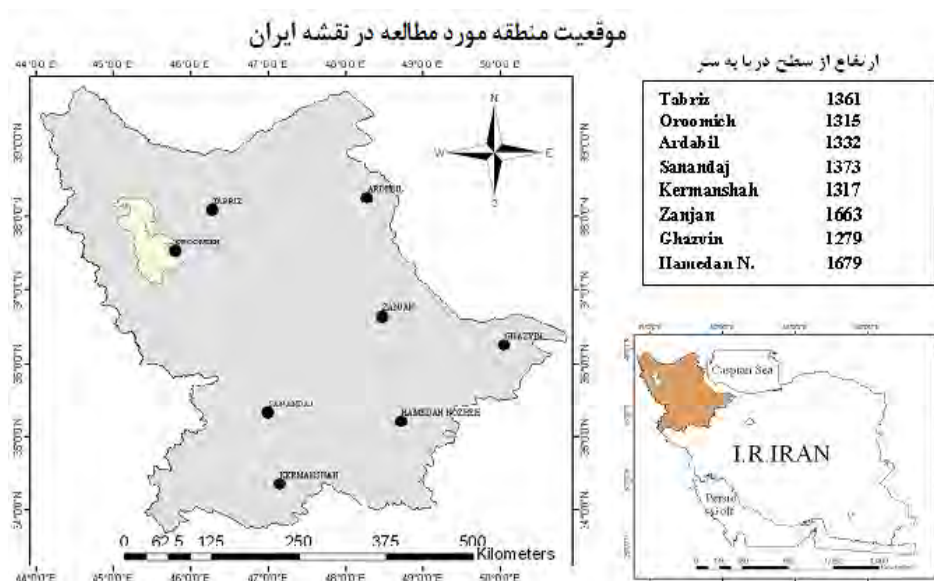 موقعیت منطقه مورد مطالعه در نقشه ایران
44°0'0"E 45°0'0"E 46°0'0"E 47°0'0"E 48°0'0"E 49°0'0"E 50°0'0"E
N
W E
TABRIZ
ARDEBIL
OROOMIEH
ZANJAN
GHAZVIN
SANANDAJ
HAMEDAN NOZHEH
KERMANSHAH
0 62.5 125 250 375 500
Kilometers
ارتفاع از سطح دریا به متر
Tabriz 1361
Oroomieh 1315
Ardabil 1332
Sanandaj 1373
Kermanshah 1317
Zanjan 1663
Ghazvin 1279
Hamedan N. 1679
Caspian Sea
I.R.IRAN